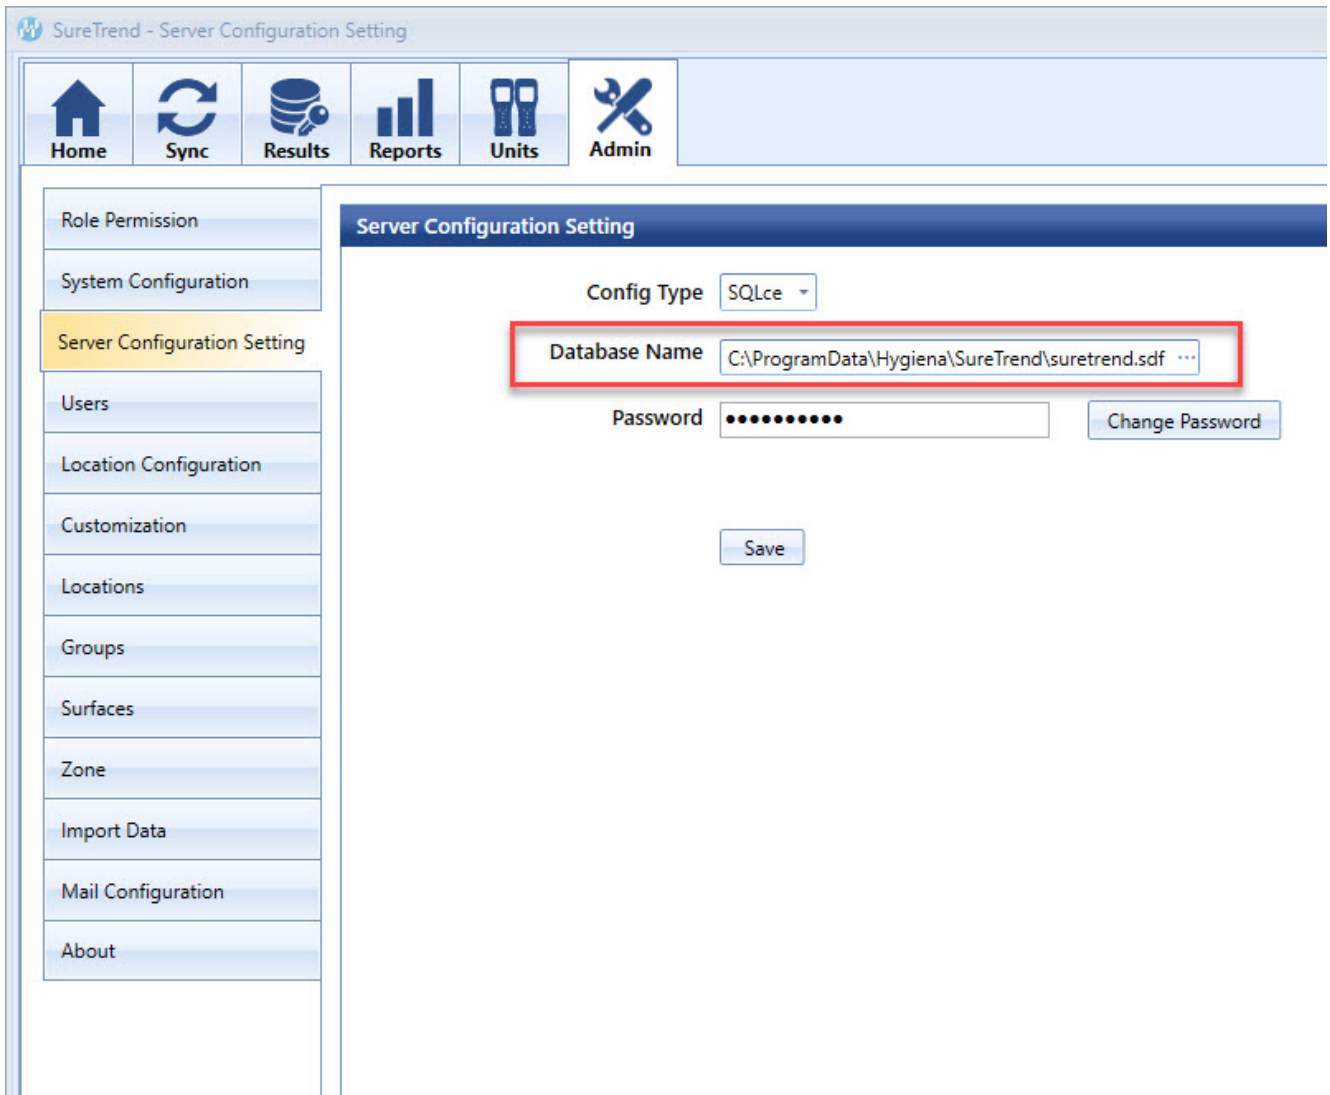 SureTrend - Server Configuration Setting
Home Sync Results Reports Units Admin
Role Permission
System Configuration
Server Configuration Setting
Users
Location Configuration
Customization
Locations
Groups
Surfaces
Zone
Import Data
Mail Configuration
About
Server Configuration Setting
Config Type SQLce
Database Name C:\ProgramData\Hygiena\SureTrend\suretrend.sdf ...
Password •••••••••• Change Password
Save